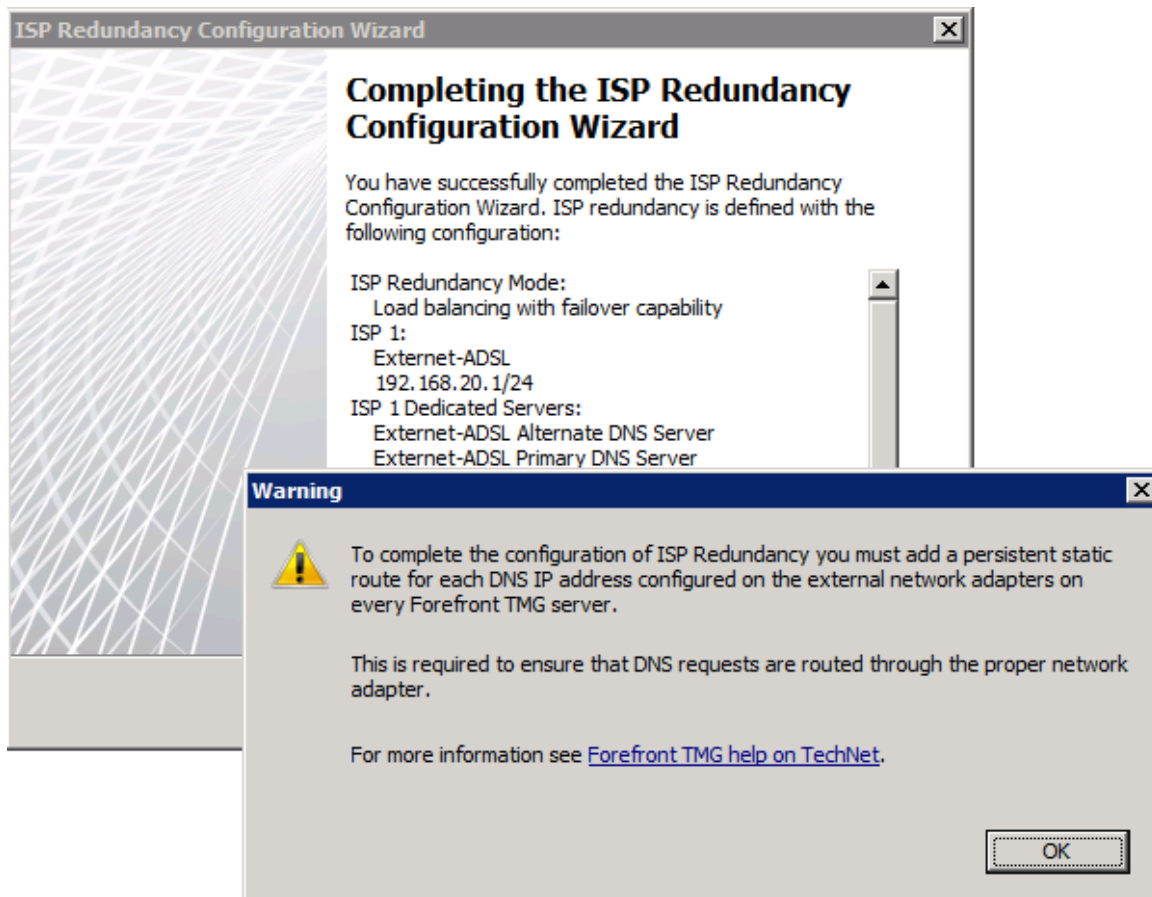 ISP Redundancy Configuration Wizard
Completing the ISP Redundancy
Configuration Wizard
You have successfully completed the ISP Redundancy
Configuration Wizard. ISP redundancy is defined with the
following configuration:
ISP Redundancy Mode:
Load balancing with failover capability
ISP 1:
Externet-ADSL
192.168.20.1/24
ISP 1 Dedicated Servers:
Externet-ADSL Alternate DNS Server
Externet-ADSL Primary DNS Server
Warning
To complete the configuration of ISP Redundancy you must add a persistent static
route for each DNS IP address configured on the external network adapters on
every Forefront TMG server.
This is required to ensure that DNS requests are routed through the proper network
adapter.
For more information see Forefront TMG help on TechNet.
OK